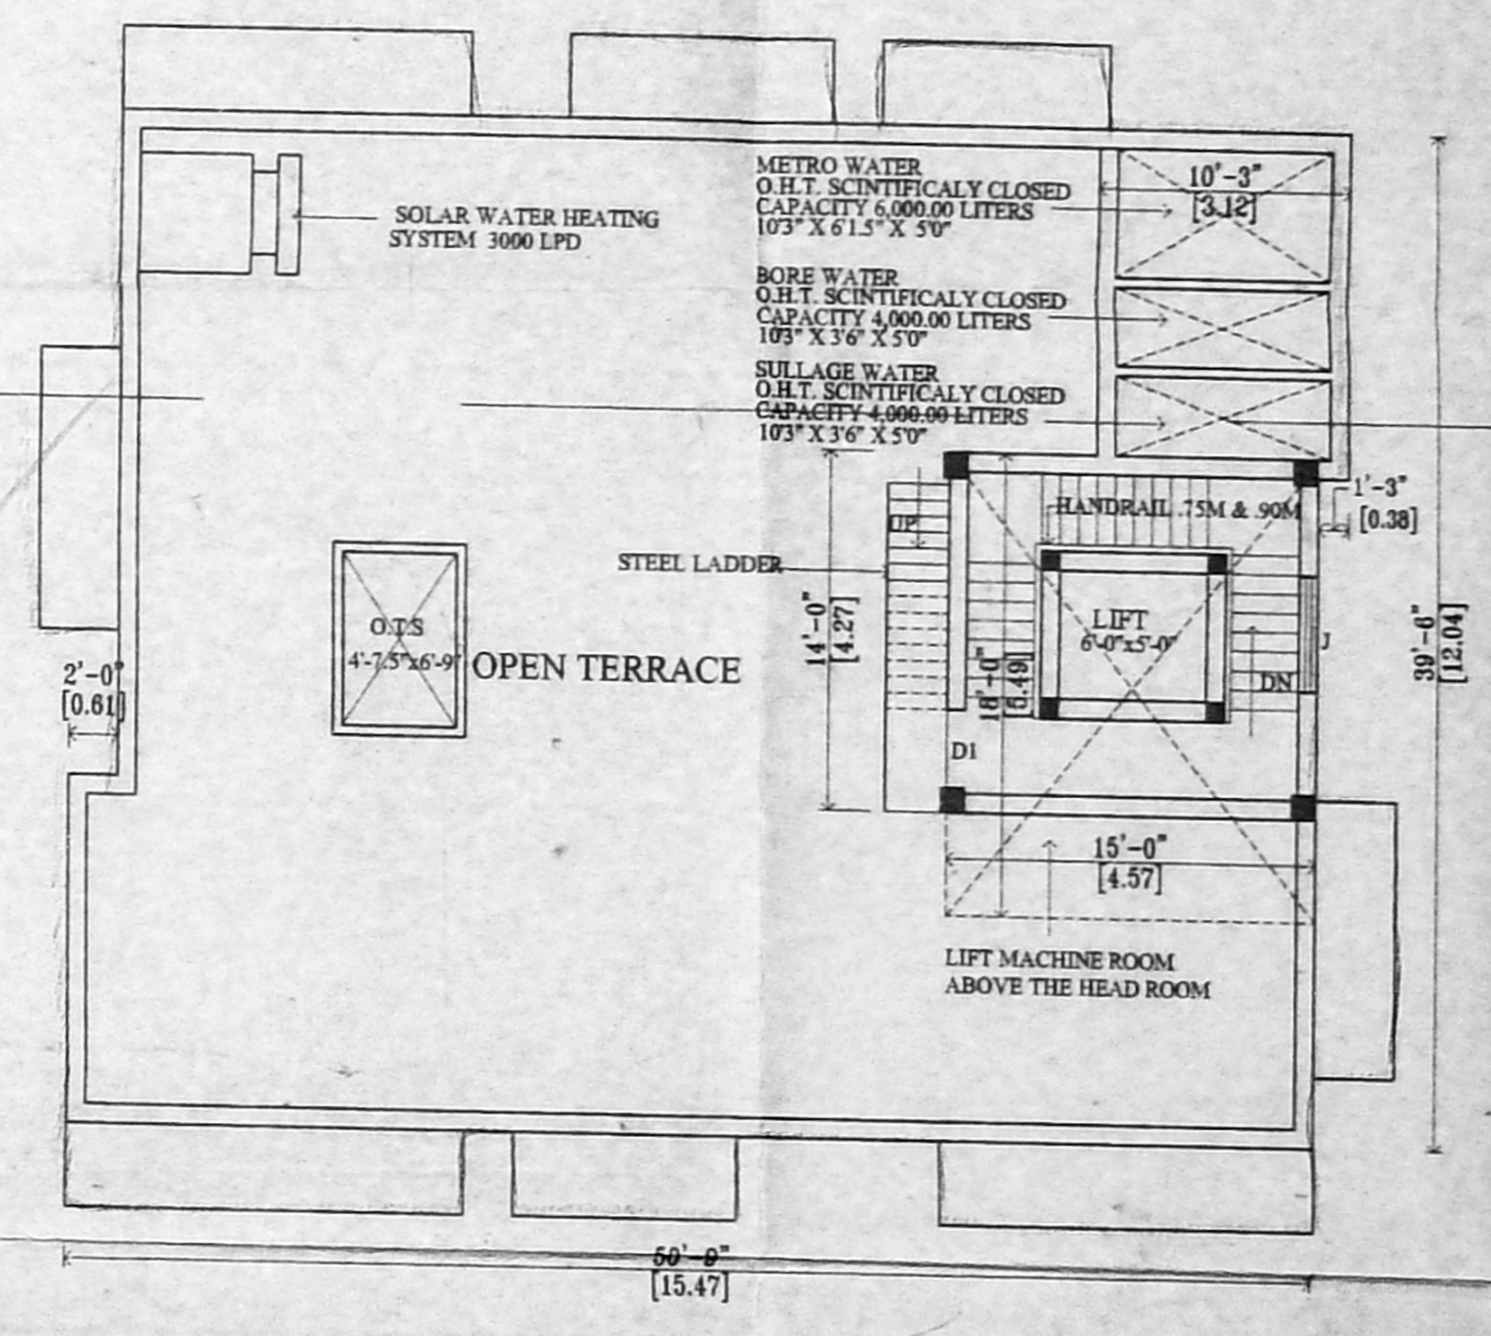 METRO WATER
O.H.T. SCINTIFICALY CLOSED
CAPACITY 6,000.00 LITERS
10'3" X 6'1.5" X 5'0"
10'-3"
[3.12]
SOLAR WATER HEATING
SYSTEM 3000 LPD
BORE WATER
O.H.T. SCINTIFICALY CLOSED
CAPACITY 4,000.00 LITERS
10'3" X 3'6" X 5'0"
SULLAGE WATER
O.H.T. SCINTIFICALY CLOSED
CAPACITY 4,000.00 LITERS
10'3" X 3'6" X 5'0"
1'-3"
[0.38]
HANDRAIL .75M & .90M
UP
STEEL LADDER
14'-0"
[4.27]
LIFT
6'-0"x5'-0"
18'-0"
5.49]
J
DN
39'-6"
[12.04]
O.T.S
4'-7.5"x6'-9"
OPEN TERRACE
2'-0"
[0.61]
D1
15'-0"
[4.57]
LIFT MACHINE ROOM
ABOVE THE HEAD ROOM
50'-9"
[15.47]